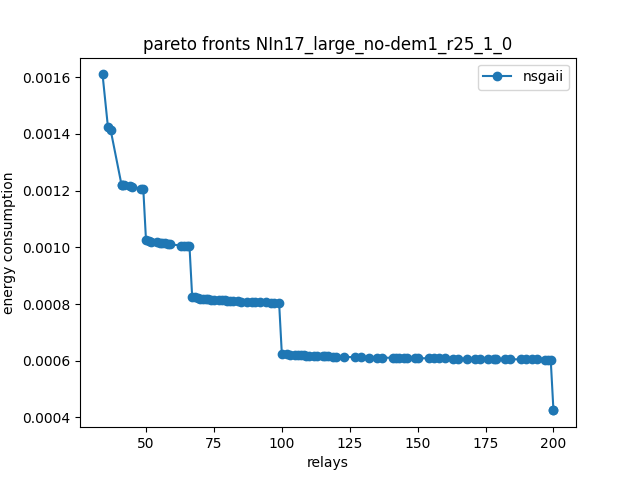 pareto fronts NIn17_large_no-dem1_r25_1_0
nsgaii
energy consumption
0.0016
0.0014
0.0012
0.0010
0.0008
0.0006
0.0004
50 75 100 125 150 175 200
relays